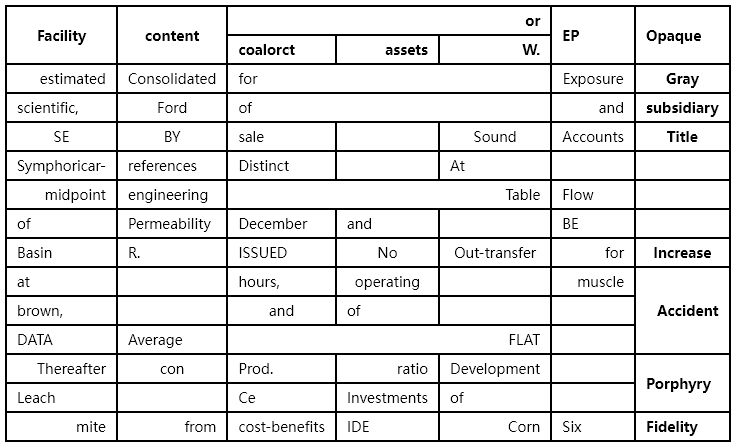 Facility content or EP Opaque
coalorct assets W.
estimated Consolidated for Exposure Gray
scientific, Ford of and subsidiary
SE BY sale Sound Accounts Title
Symphoricar- references Distinct At
midpoint engineering Table Flow
of Permeability December and BE
Basin R. ISSUED No Out-transfer for Increase
at hours, operating muscle
brown, and of Accident
DATA Average FLAT
Thereafter con Prod. ratio Development Porphyry
Leach Ce Investments of
mite from cost-benefits IDE Corn Six Fidelity